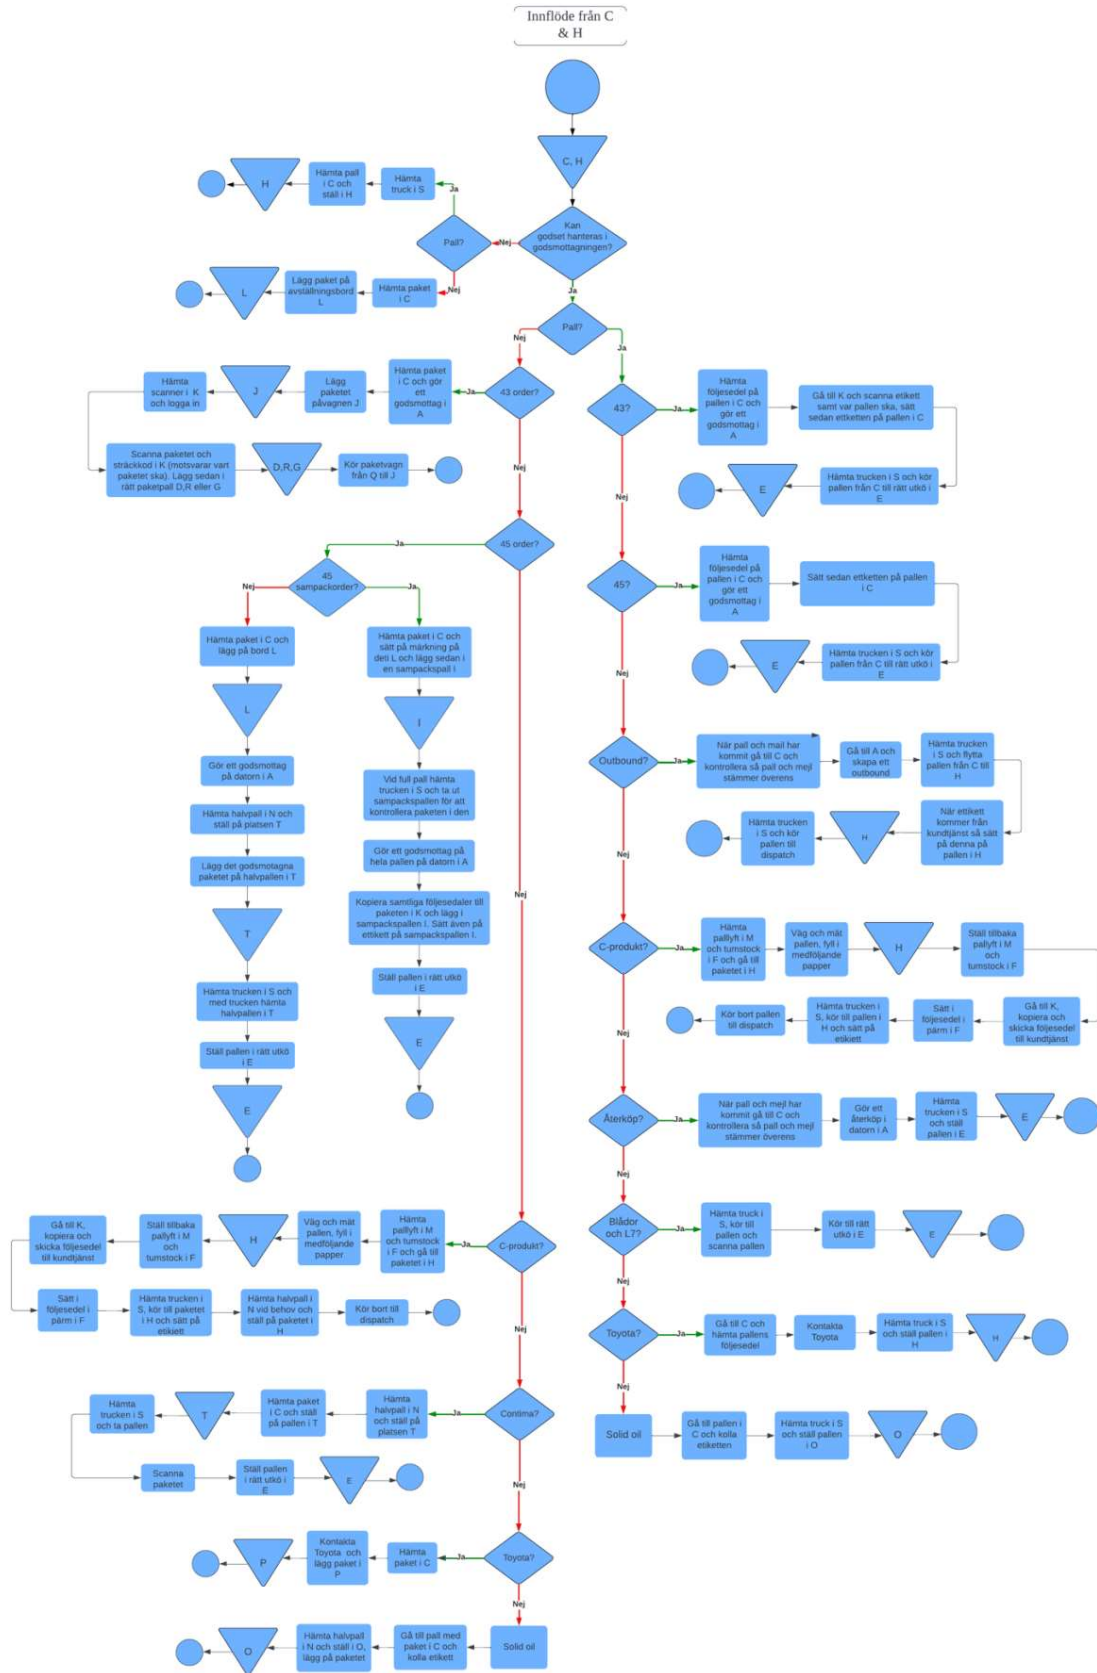 Innflöde från C
& H
C, H
Kan
godset hanteras i
godsmottagningen?
Nej
Ja
Pall?
Ja
Nej
Hämta
truck i S
Hämta pall
i C och
ställ i H
H
Hämta paket
i C
Lägg paket på
avställningsbord
L
L
Pall?
Nej
Ja
43 order?
Ja
Nej
Hämta paket
i C och gör
ett
godsmottag i
A
Lägg
paketet
påvagnen J
J
Hämta
scanner i K
och logga in
Scanna paketet och
sträckkod i K (motsvarar vart
paketet ska). Lägg sedan i
rätt paketpall D,R eller G
D,R,G
Kör paketvagn
från Q till J
45 order?
Ja
Nej
45
sampackorder?
Nej
Ja
Hämta paket i C och
lägg på bord L
L
Gör ett godsmottag
på datorn i A
Hämta halvpall i N och
ställ på platsen T
Lägg det godsmotagna
paketet på halvpallen i T
T
Hämta trucken i S och
med trucken hämta
halvpallen i T
Ställ pallen i rätt utkö
i E
E
Hämta paket i C och
sätt på märkning på
deti L och lägg sedan i
en sampackspall I
I
Vid full pall hämta
trucken i S och ta ut
sampackspallen för att
kontrollera paketen i den
Gör ett godsmottag på
hela pallen på datorn i A
Kopiera samtliga följesedaler till
paketen i K och lägg i
sampackspallen I. Sätt även på
ettikett på sampackspallen I.
Ställ pallen i rätt utkö
i E
E
C-produkt?
Ja
Nej
Hämta
palllyft i M
och tumstock
i F och gå till
paketet i H
Väg och mät
pallen, fyll i
medföljande
papper
H
Ställ tillbaka
pallyft i M
och
tumstock i F
Gå till K,
kopiera och
skicka följesedel
till kundtjänst
Sätt i
följesedel i
pärm i F
Hämta trucken i
S, kör till paketet
i H och sätt på
etikiett
Hämta halvpall i
N vid behov och
ställ på paketet i
H
Kör bort till
dispatch
Contima?
Ja
Nej
Hämta
halvpall i N
och ställ på
platsen T
Hämta paket
i C och ställ
på pallen i T
T
Hämta
trucken i S
och ta pallen
Scanna
paketet
Ställ pallen
i rätt utkö i
E
E
Toyota?
Ja
Nej
Hämta
paket i C
Kontakta
Toyota och
lägg paket i
P
P
Solid oil
Gå till pall med
paket i C och
kolla etikett
Hämta halvpall
i N och ställ i O,
lägg på paketet
O
43?
Ja
Nej
Hämta
följesedel på
pallen i C och
gör ett
godsmottag i
A
Gå till K och scanna etikett
samt var pallen ska, sätt
sedan ettketten på pallen i C
Hämta trucken i S och kör
pallen från C till rätt utkö i
E
E
45?
Ja
Nej
Hämta
följesedel på
pallen i C och
gör ett
godsmottag i
A
Sätt sedan ettketten på pallen
i C
Hämta trucken i S och kör
pallen från C till rätt utkö i
E
E
Outbound?
Ja
Nej
När pall och mail har
kommit gå till C och
kontrollera så pall och mejl
stämmer överens
Gå till A och
skapa ett
outbound
Hämta trucken
i S och flytta
pallen från C till
H
När ettikett
kommer från
kundtjänst så sätt
på denna på
pallen i H
H
Hämta trucken
i S och kör
pallen till
dispatch
C-produkt?
Ja
Nej
Hämta
palllyft i M
och tumstock
i F och gå till
paketet i H
Väg och mät
pallen, fyll i
medföljande
papper
H
Ställ tillbaka
pallyft i M
och
tumstock i F
Gå till K,
kopiera och
skicka följesedel
till kundtjänst
Sätt i
följesedel i
pärm i F
Hämta trucken i
S, kör till pallen i
H och sätt på
etikiett
Kör bort pallen
till dispatch
Återköp?
Ja
Nej
När pall och mejl har
kommit gå till C och
kontrollera så pall och mejl
stämmer överens
Gör ett
återköp i
datorn i A
Hämta
trucken i S
och ställ
pallen i E
E
Blådor
och L7?
Ja
Nej
Hämta truck i
S, kör till
pallen och
scanna pallen
Kör till rätt
utkö i E
E
Toyota?
Ja
Nej
Gå till C och
hämta pallens
följesedel
Kontakta
Toyota
Hämta truck i S
och ställ pallen i
H
H
Solid oil
Gå till pallen i
C och kolla
etiketten
Hämta truck i S
och ställ pallen
i O
O